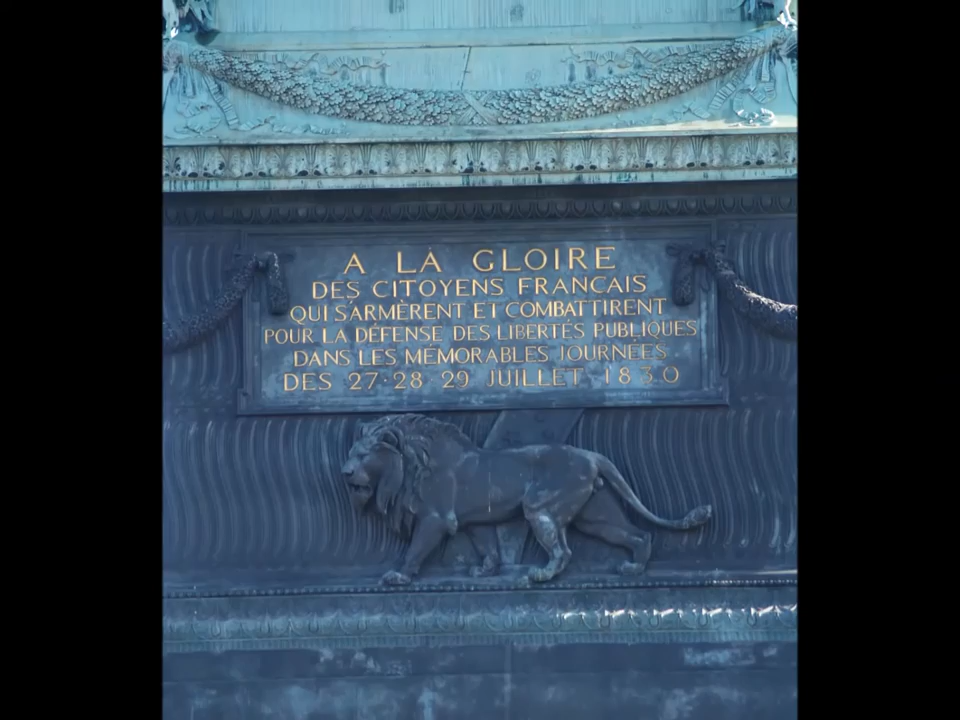 A LA GLOIRE
DES CITOYENS FRANÇAIS
QUI S'ARMÈRENT ET COMBATTIRENT
POUR LA DÉFENSE DES LIBERTÉS PUBLIQUES
DANS LES MÉMORABLES JOURNÉES
DES 27·28 29 JUILLET 1830